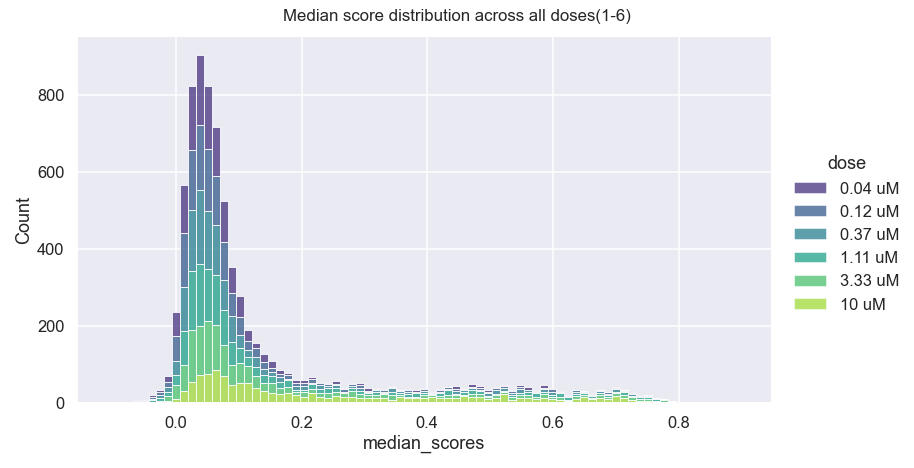 Median score distribution across all doses(1-6)
800
600
400
200
0
Count
0.0 0.2 0.4 0.6 0.8
median_scores
dose
0.04 uM
0.12 uM
0.37 uM
1.11 uM
3.33 uM
10 uM